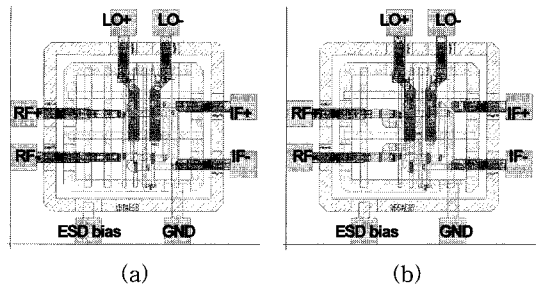 LO+ LO-
RF+ IF+
RF- IF-
ESD bias GND
(a)
LO+ LO-
RF+ IF+
RF- IF-
ESD bias GND
(b)